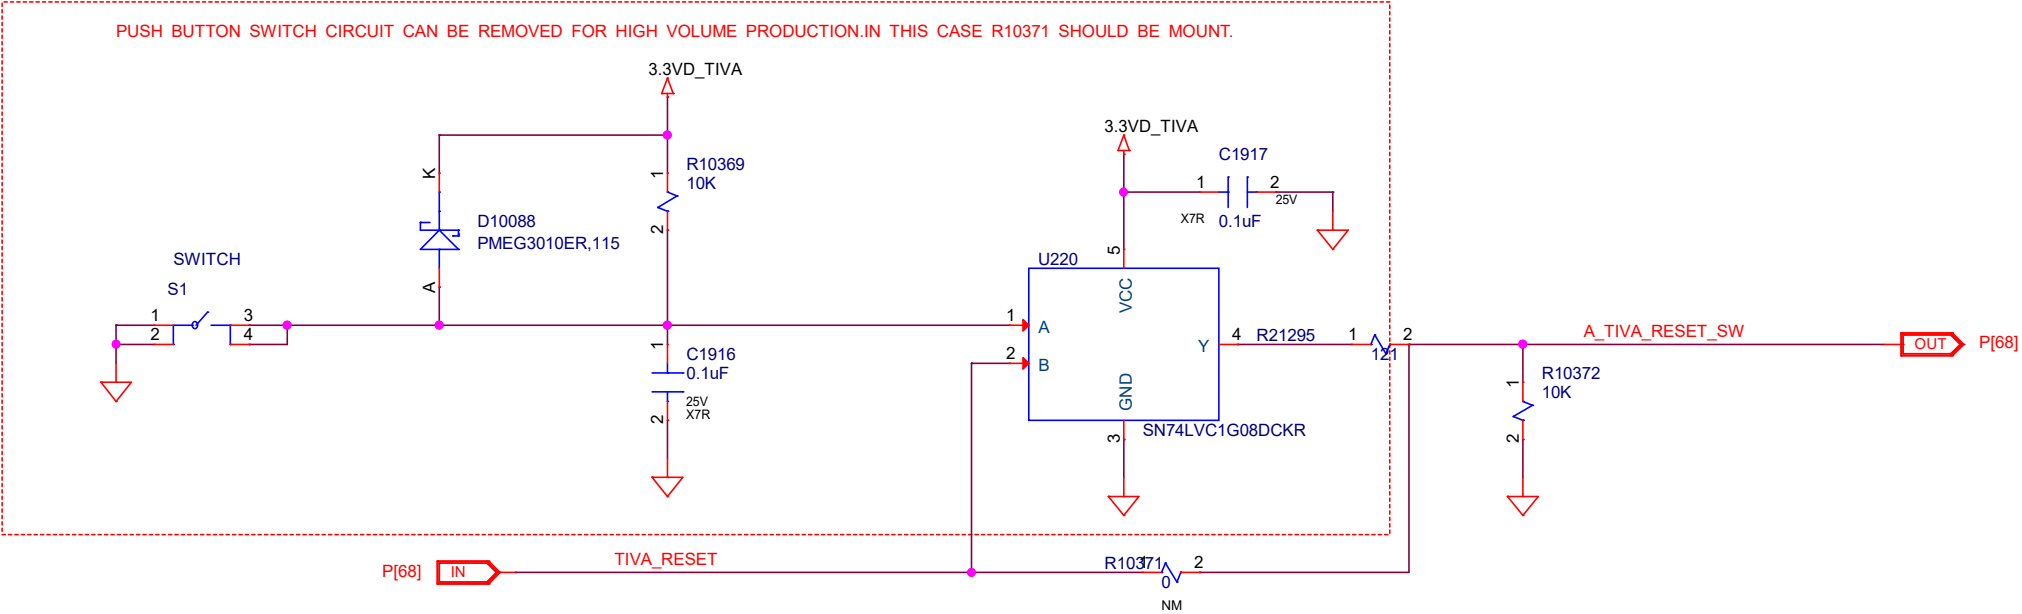 PUSH BUTTON SWITCH CIRCUIT CAN BE REMOVED FOR HIGH VOLUME PRODUCTION.IN THIS CASE R10371 SHOULD BE MOUNT.
3.3VD_TIVA
3.3VD_TIVA
C1917
1
2
25V
X7R
0.1uF
K
1
R10369
10K
2
D10088
PMEG3010ER,115
A
SWITCH
S1
1
2
3
4
U220
5
VCC
1
A
2
B
Y
4
GND
3
SN74LVC1G08DCKR
R21295
1
2
121
A_TIVA_RESET_SW
OUT
P[68]
1
C1916
0.1uF
25V
X7R
2
1
R10372
10K
2
P[68]
IN
TIVA_RESET
R10371
1
2
0
NM